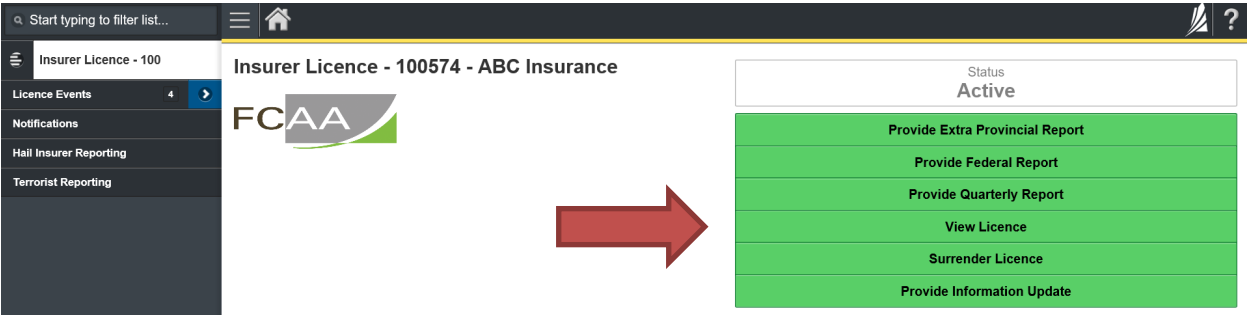 Start typing to filter list...
Insurer Licence - 100
Licence Events 4
Notifications
Hail Insurer Reporting
Terrorist Reporting
?
Insurer Licence - 100574 - ABC Insurance
FCAA
Status
Active
Provide Extra Provincial Report
Provide Federal Report
Provide Quarterly Report
View Licence
Surrender Licence
Provide Information Update